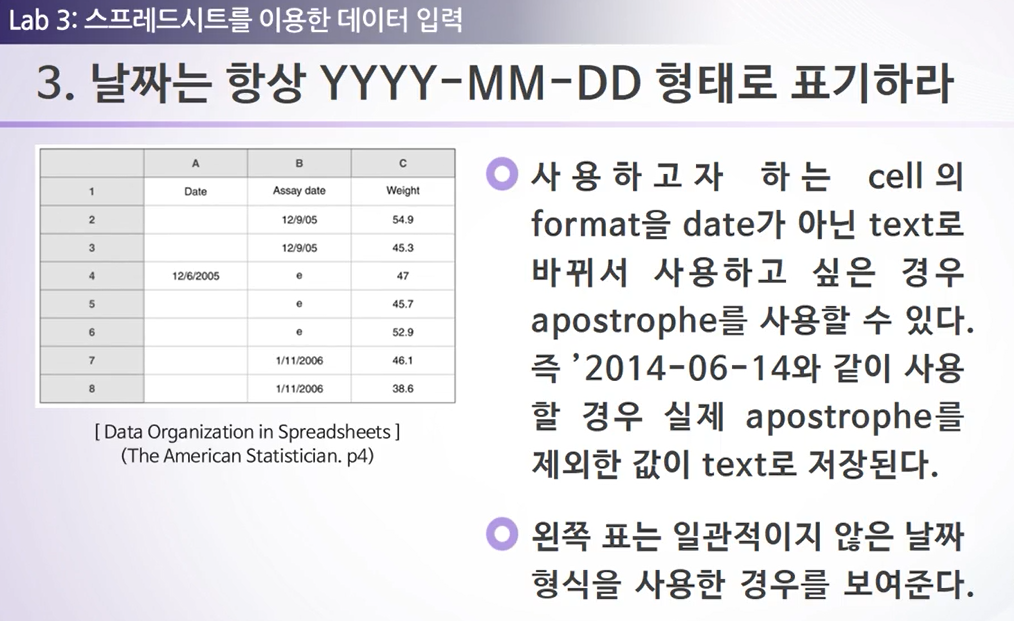 Lab 3: 스프레드시트를 이용한 데이터 입력
3. 날짜는 항상 YYYY-MM-DD 형태로 표기하라
A B C
1 Date Assay date Weight
2 12/9/05 54.9
3 12/9/05 45.3
4 12/6/2005 e 47
5 e 45.7
6 e 52.9
7 1/11/2006 46.1
8 1/11/2006 38.6
[ Data Organization in Spreadsheets ]
(The American Statistician. p4)
사용하고자 하는 cell의
format을 date가 아닌 text로
바뀌서 사용하고 싶은 경우
apostrophe를 사용할 수 있다.
즉 ’2014-06-14와 같이 사용
할 경우 실제 apostrophe를
제외한 값이 text로 저장된다.
왼쪽 표는 일관적이지 않은 날짜
형식을 사용한 경우를 보여준다.